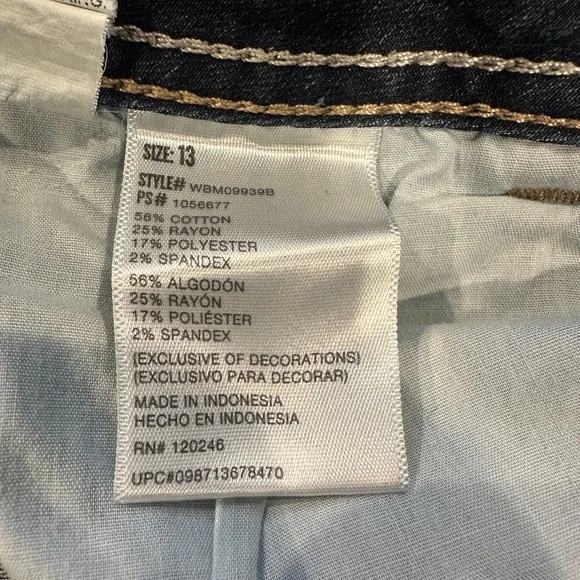 SIZE: 13
STYLE# WBM09939B
PS# 1056677
56% COTTON
25% RAYON
17% POLYESTER
2% SPANDEX
56% ALGODÓN
25% RAYÓN
17% POLIÉSTER
2% SPANDEX
(EXCLUSIVE OF DECORATIONS)
(EXCLUSIVO PARA DECORAR)
MADE IN INDONESIA
HECHO EN INDONESIA
RN# 120246
UPC#098713678470